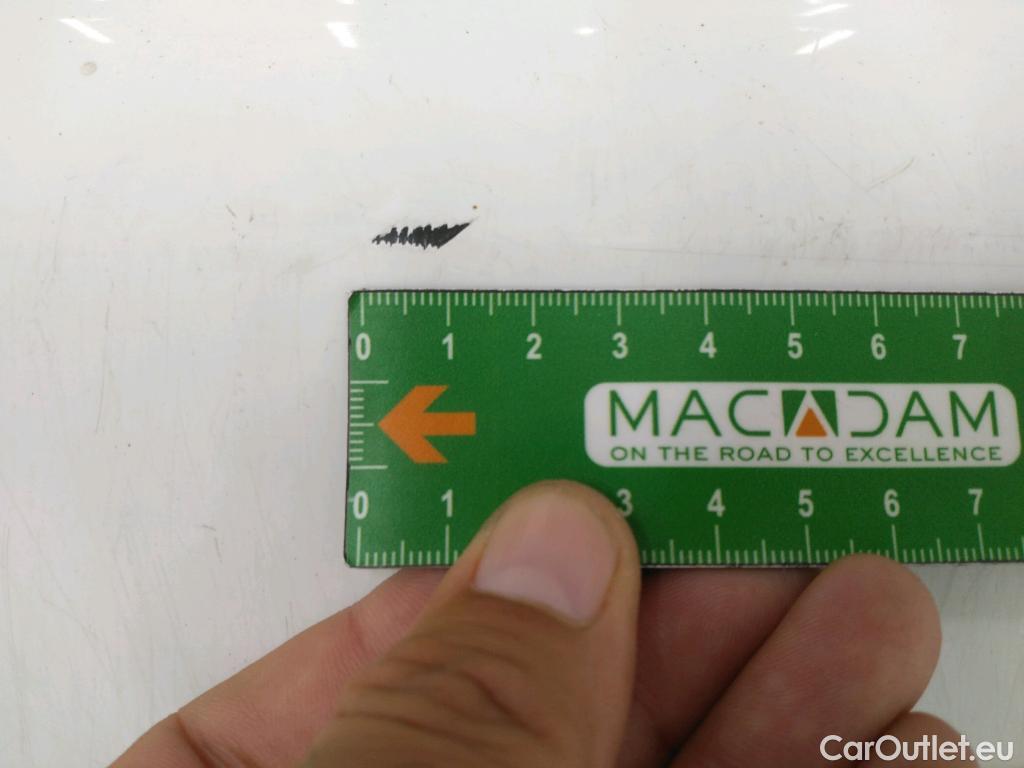 0 1 2 3 4 5 6 7
MACADAM
ON THE ROAD TO EXCELLENCE
0 1 3 4 5 6 7
CarOutlet.eu